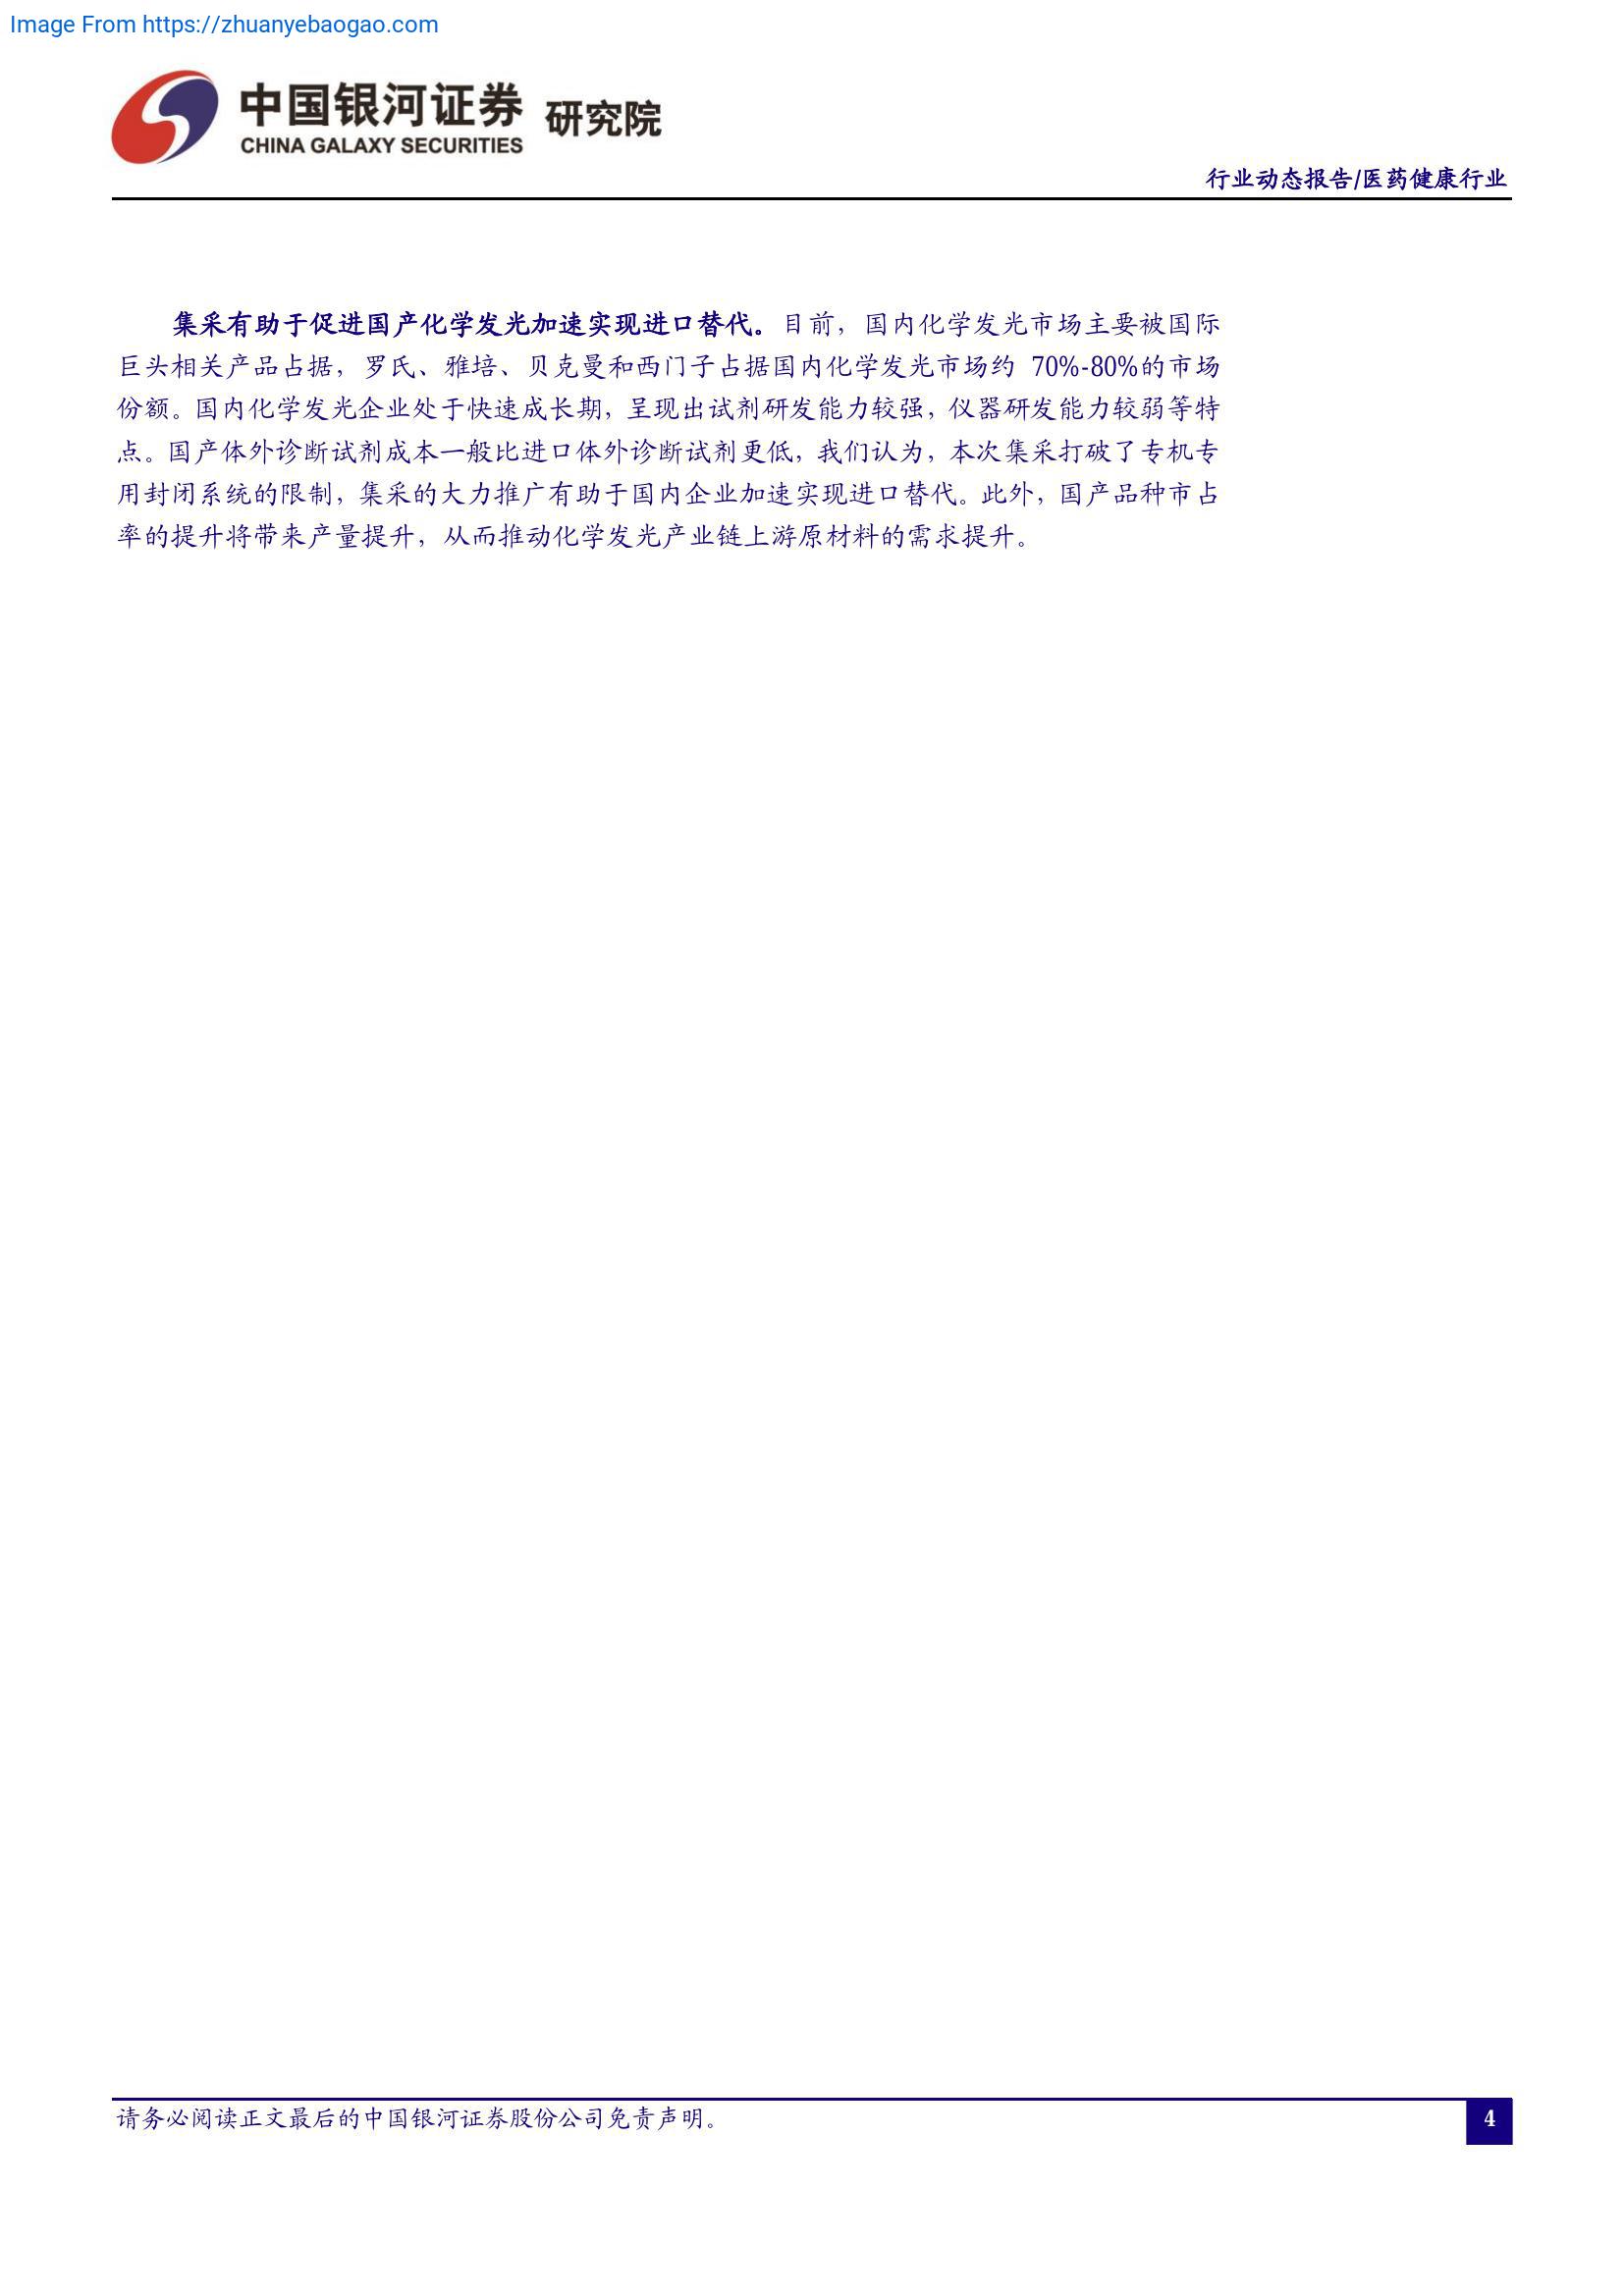 Image From https://zhuanyebaogao.com
中国银河证券 研究院
CHINA GALAXY SECURITIES
行业动态报告/医药健康行业
集采有助于促进国产化学发光加速实现进口替代。目前，国内化学发光市场主要被国际
巨头相关产品占据，罗氏、雅培、贝克曼和西门子占据国内化学发光市场约 70%-80%的市场
份额。国内化学发光企业处于快速成长期，呈现出试剂研发能力较强，仪器研发能力较弱等特
点。国产体外诊断试剂成本一般比进口体外诊断试剂更低，我们认为，本次集采打破了专机专
用封闭系统的限制，集采的大力推广有助于国内企业加速实现进口替代。此外，国产品种市占
率的提升将带来产量提升，从而推动化学发光产业链上游原材料的需求提升。
请务必阅读正文最后的中国银河证券股份公司免责声明。
4